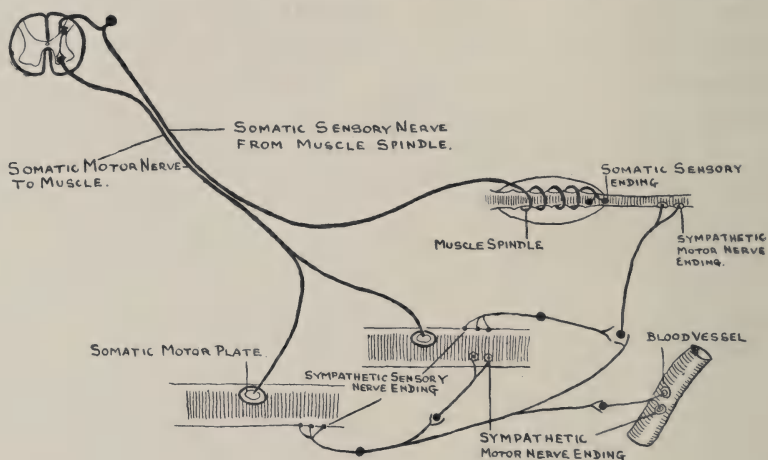 SOMATIC SENSORY NERVE
FROM MUSCLE SPINDLE.
SOMATIC MOTOR NERVE
TO MUSCLE.
SOMATIC SENSORY
ENDING
MUSCLE SPINDLE
SYMPATHETIC
MOTOR NERVE
ENDING.
BLOOD VESSEL
SOMATIC MOTOR PLATE.
SYMPATHETIC SENSORY
NERVE ENDING
SYMPATHETIC
MOTOR NERVE ENDING